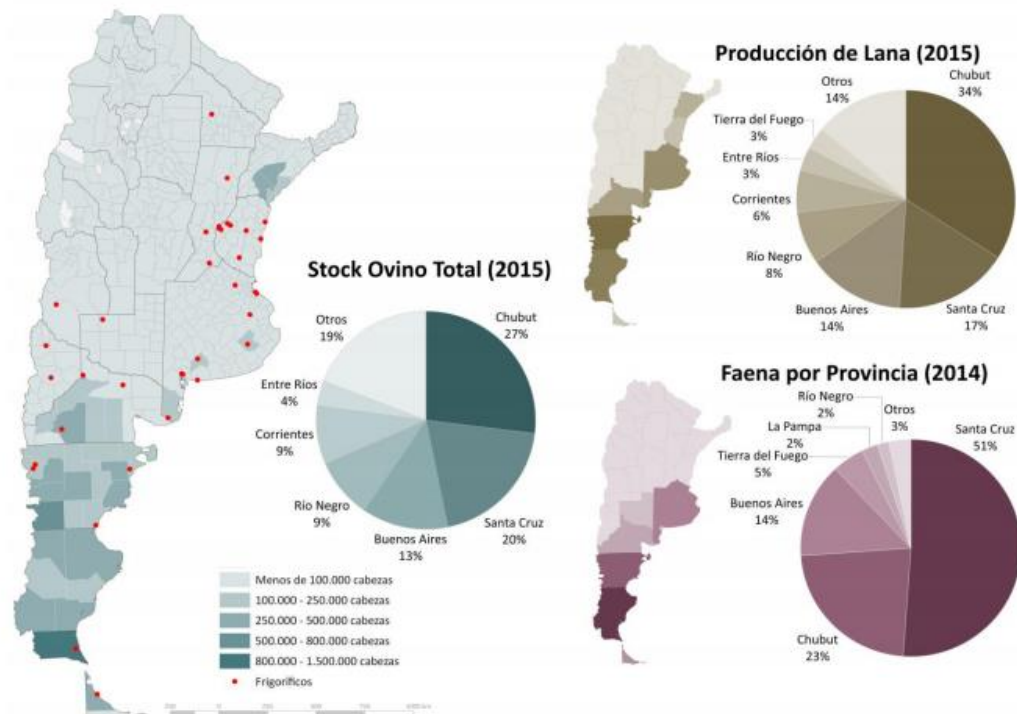 Producción de Lana (2015)
Otros
14%
Chubut
34%
Tierra del Fuego
3%
Entre Ríos
3%
Corrientes
6%
Río Negro
8%
Buenos Aires
14%
Santa Cruz
17%
Stock Ovino Total (2015)
Otros
19%
Chubut
27%
Entre Ríos
4%
Corrientes
9%
Río Negro
9%
Buenos Aires
13%
Santa Cruz
20%
Faena por Provincia (2014)
Río Negro
2%
Otros
3%
Santa Cruz
51%
La Pampa
2%
Tierra del Fuego
5%
Buenos Aires
14%
Chubut
23%
Menos de 100.000 cabezas
100.000 - 250.000 cabezas
250.000 - 500.000 cabezas
500.000 - 800.000 cabezas
800.000 - 1.500.000 cabezas
Frigoríficos